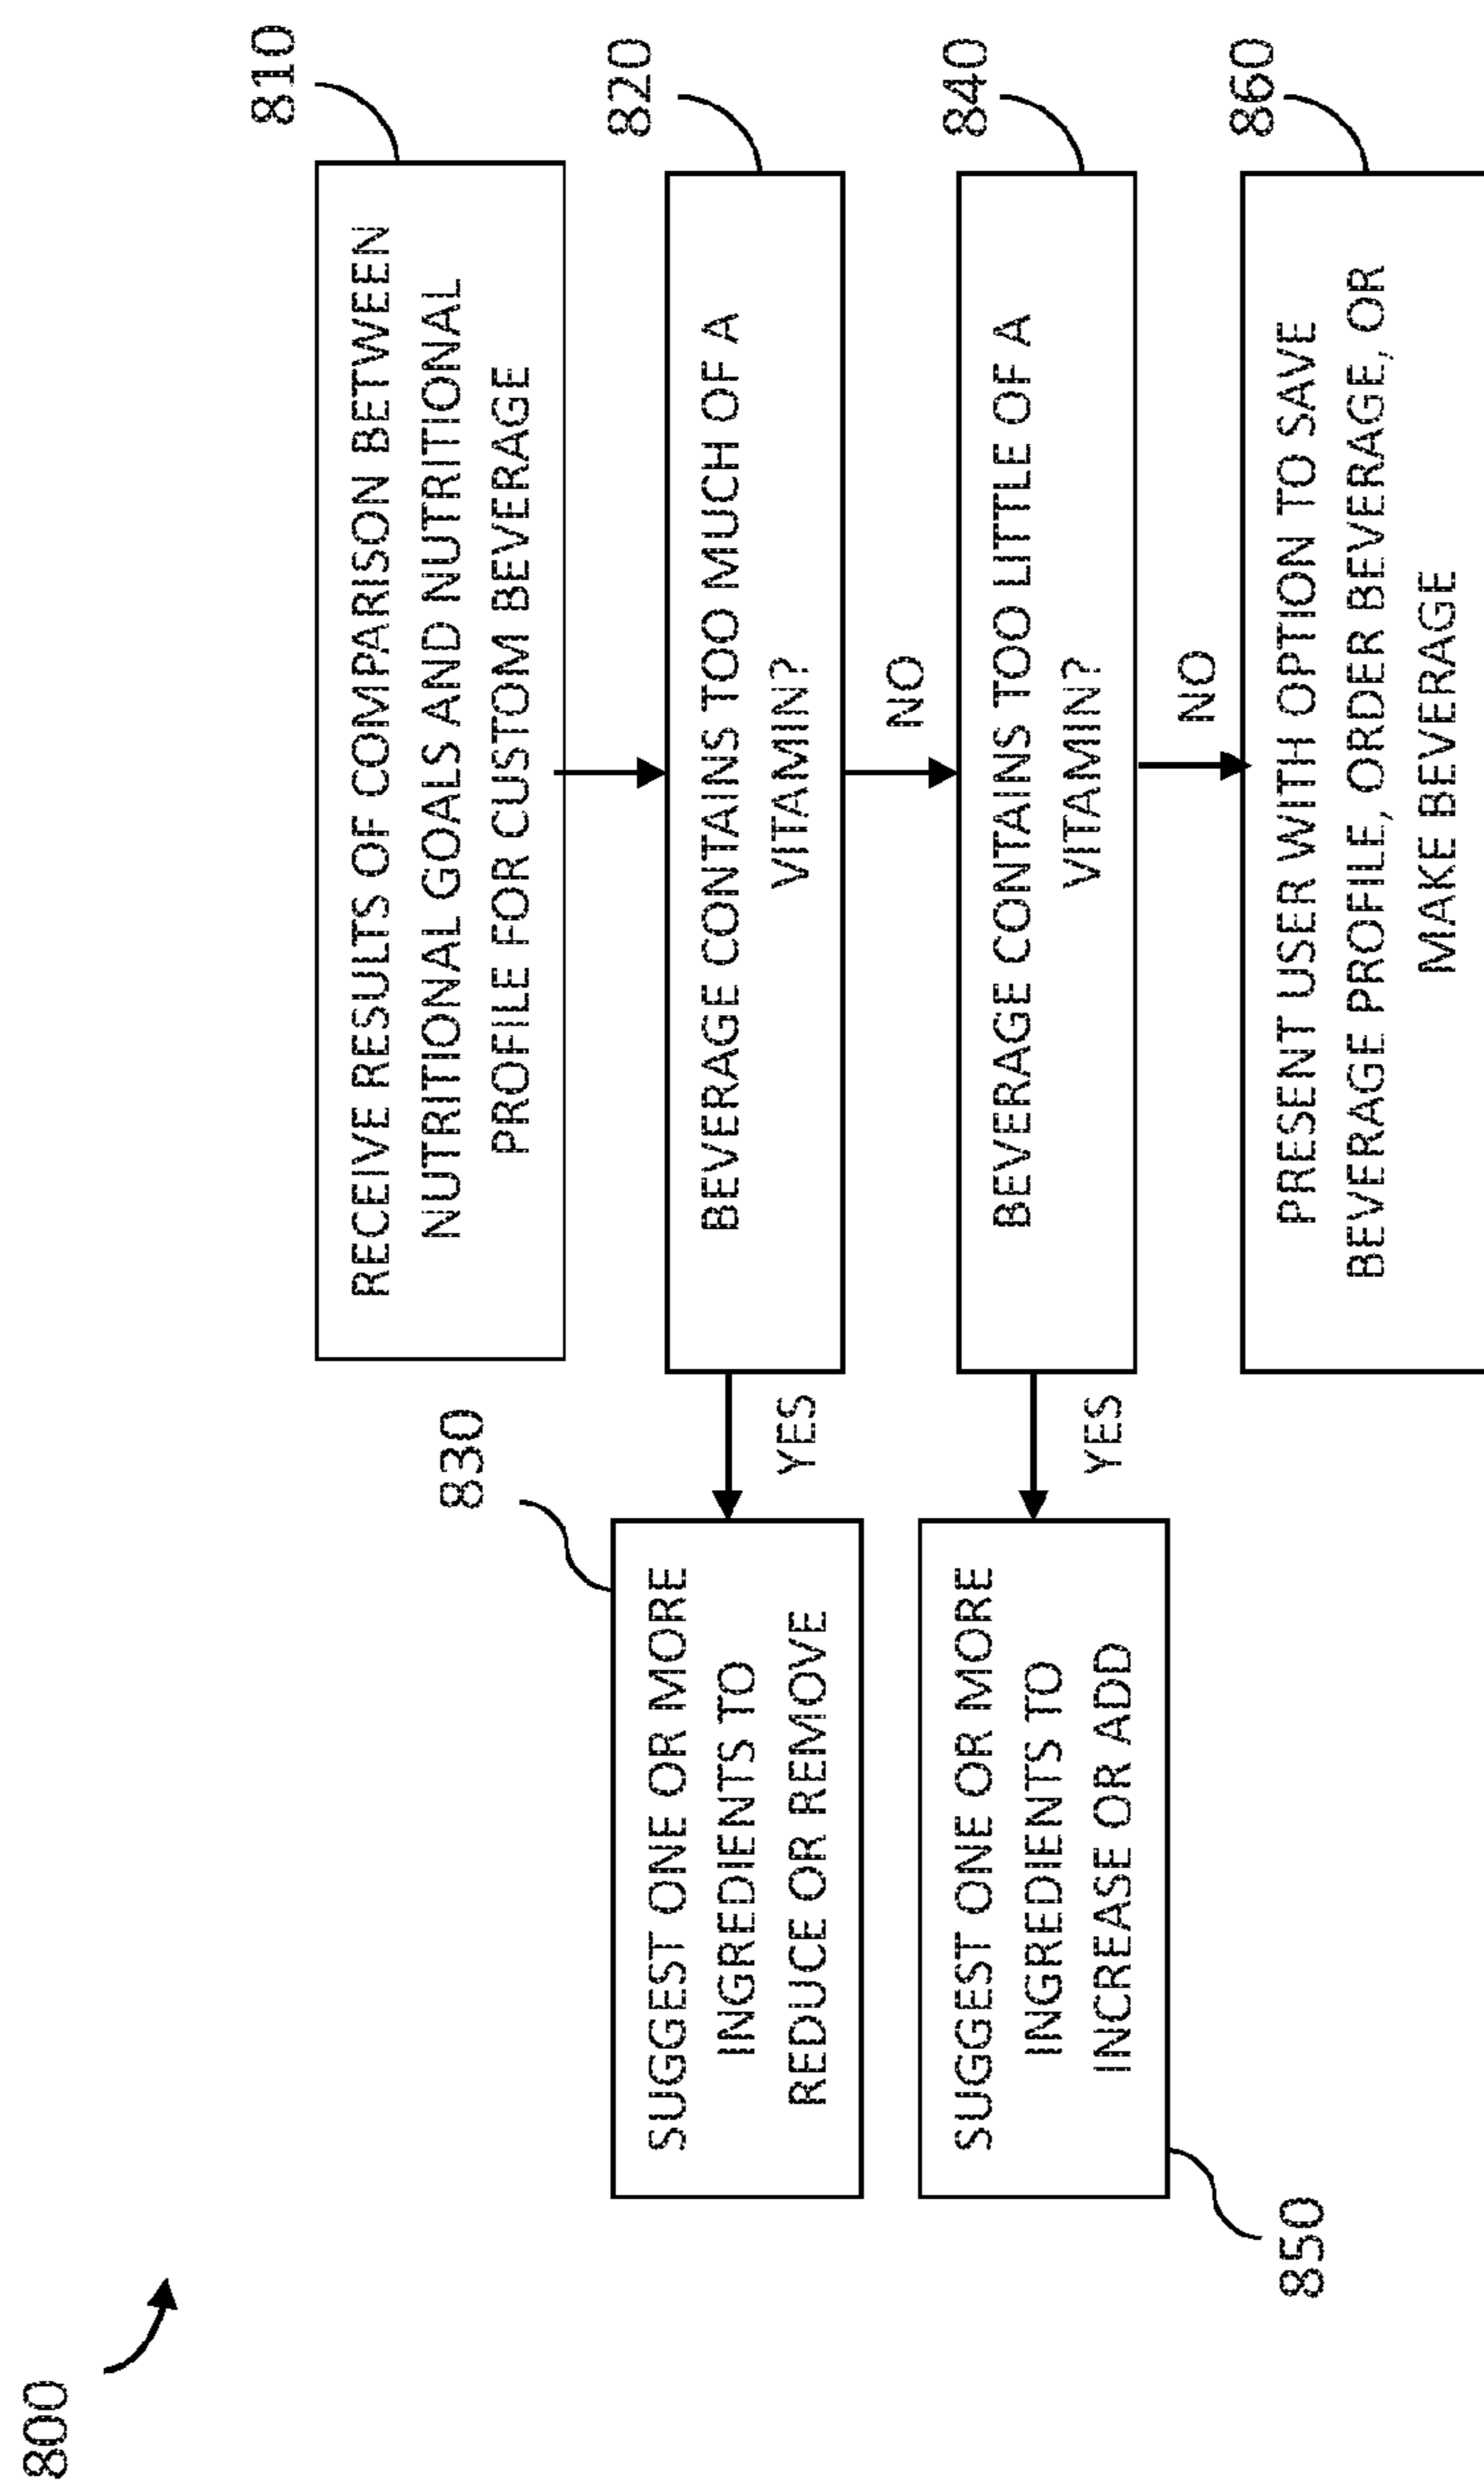 800
810
RECEIVE RESULTS OF COMPARISON BETWEEN
NUTRITIONAL GOALS AND NUTRITIONAL
PROFILE FOR CUSTOM BEVERAGE
820
BEVERAGE CONTAINS TOO MUCH OF A
VITAMIN?
YES
830
SUGGEST ONE OR MORE
INGREDIENTS TO
REDUCE OR REMOVE
NO
840
BEVERAGE CONTAINS TOO LITTLE OF A
VITAMIN?
YES
SUGGEST ONE OR MORE
INGREDIENTS TO
INCREASE OR ADD
850
NO
860
PRESENT USER WITH OPTION TO SAVE
BEVERAGE PROFILE, ORDER BEVERAGE, OR
MAKE BEVERAGE